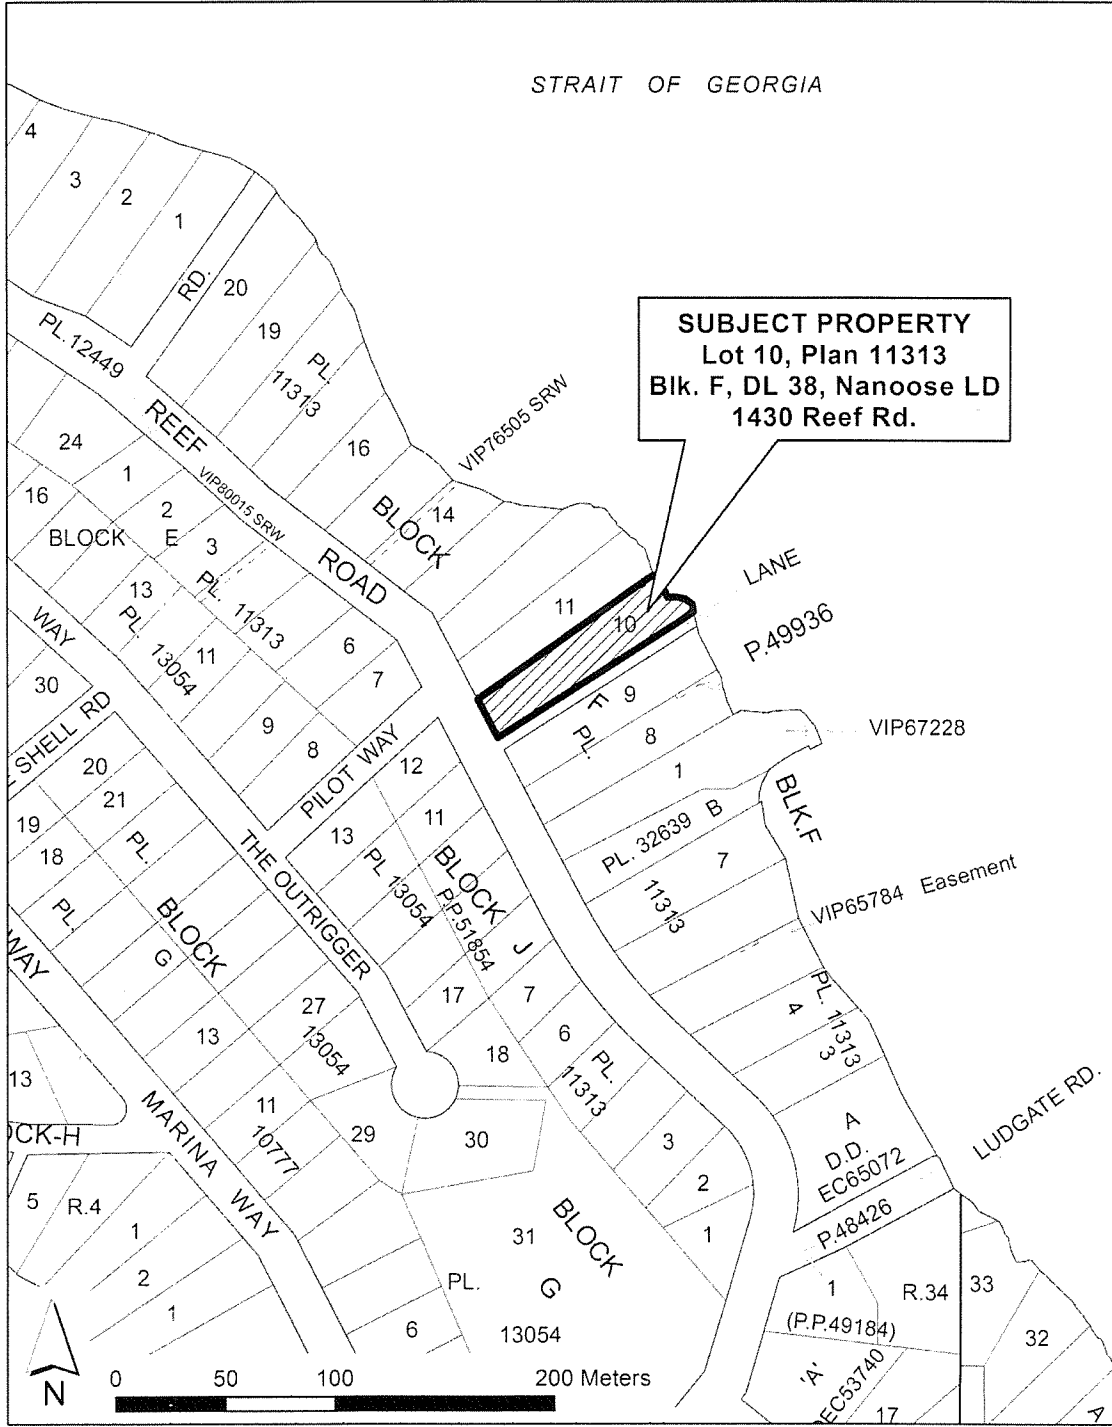 STRAIT OF GEORGIA
4
3
2
1
RD.
20
19
PL.
11313
16
PL. 12449
REEF
ROAD
VIP80015 SRW
VIP76505 SRW
SUBJECT PROPERTY
Lot 10, Plan 11313
Blk. F, DL 38, Nanoose LD
1430 Reef Rd.
24
1
2
3
16
BLOCK E
PL.
11313
6
7
BLOCK
14
11
10
LANE
P.49936
F
PL.
9
8
1
VIP67228
BLK.F
PL. 32639 B
7
11313
VIP65784 Easement
4
PL. 11313
3
A
D.D.
EC65072
LUDGATE RD.
P.48426
13
PL.
13054
11
9
8
WAY
30
E SHELL RD
PILOT WAY
THE OUTRIGGER
20
21
19
18
PL.
PL.
BLOCK
G
12
13
11
PL 13054
BLOCK
J
P.P.51854
17
7
18
6
PL.
11313
3
2
1
WAY
13
27
13054
13
11
10777
29
30
OCK-H
MARINA WAY
5
R.4
1
2
1
31
BLOCK
G
PL.
13054
6
1
(P.P.49184)
R.34
33
32
'A'
EC53740
17
A
N
0 50 100 200 Meters